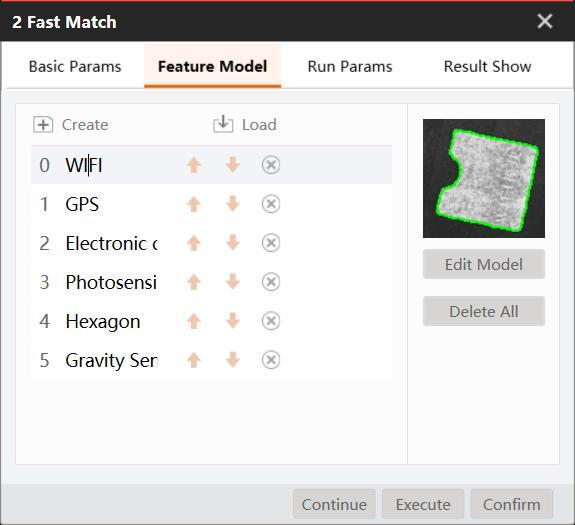 2 Fast Match
Basic Params Feature Model Run Params Result Show
Create Load
0 WIFI
1 GPS
2 Electronic c
3 Photosensi
4 Hexagon
5 Gravity Sen
Edit Model
Delete All
Continue Execute Confirm